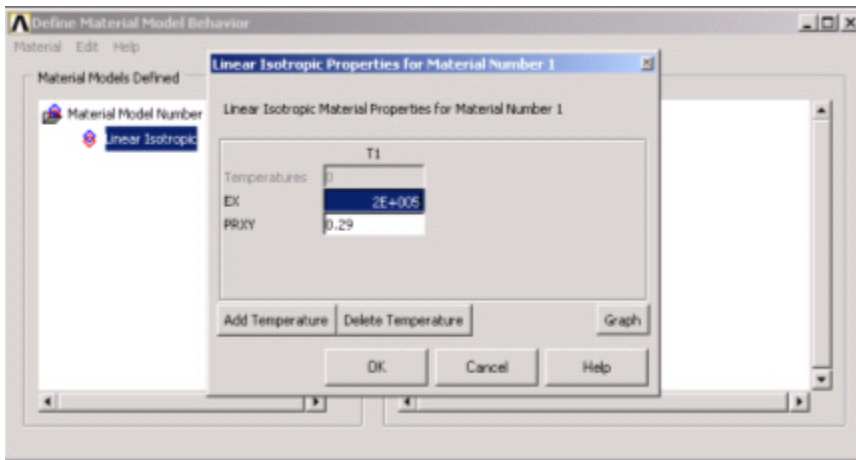 Define Material Model Behavior
Material Edit Help
Material Models Defined
Material Model Number
Linear Isotropic
Linear Isotropic Properties for Material Number 1
Linear Isotropic Material Properties for Material Number 1
T1
Temperatures 0
EX 2E+005
PRXY 0.29
Add Temperature Delete Temperature Graph
OK Cancel Help